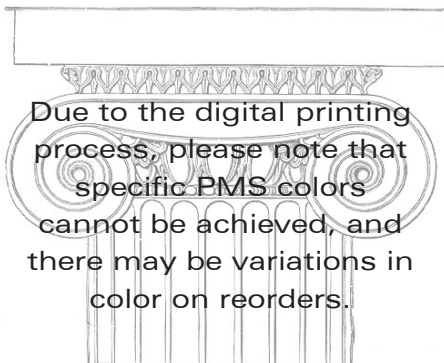 Due to the digital printing
process, please note that
specific PMS colors
cannot be achieved, and
there may be variations in
color on reorders.